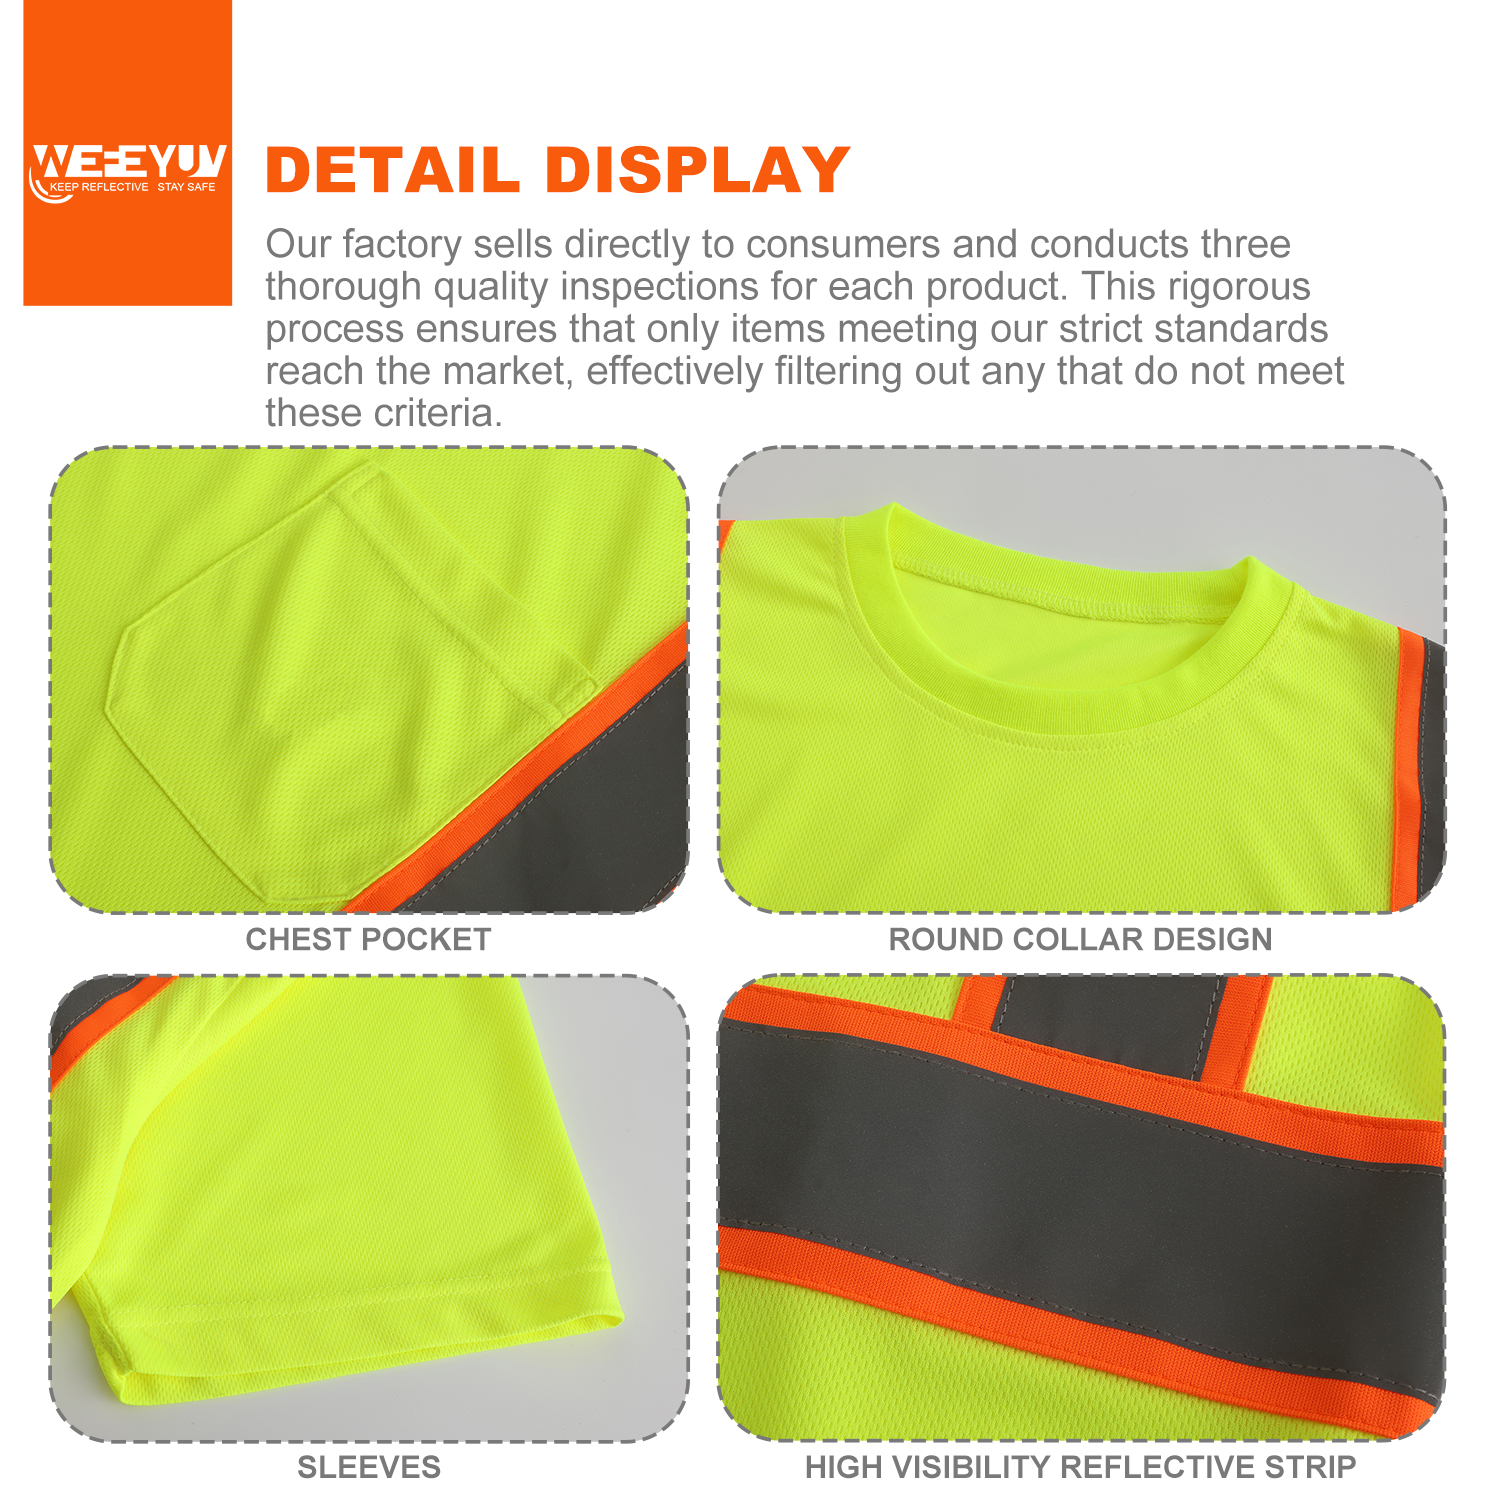 WEFEYUV
KEEP REFLECTIVE STAY SAFE
DETAIL DISPLAY
Our factory sells directly to consumers and conducts three
thorough quality inspections for each product. This rigorous
process ensures that only items meeting our strict standards
reach the market, effectively filtering out any that do not meet
these criteria.
CHEST POCKET
ROUND COLLAR DESIGN
SLEEVES
HIGH VISIBILITY REFLECTIVE STRIP